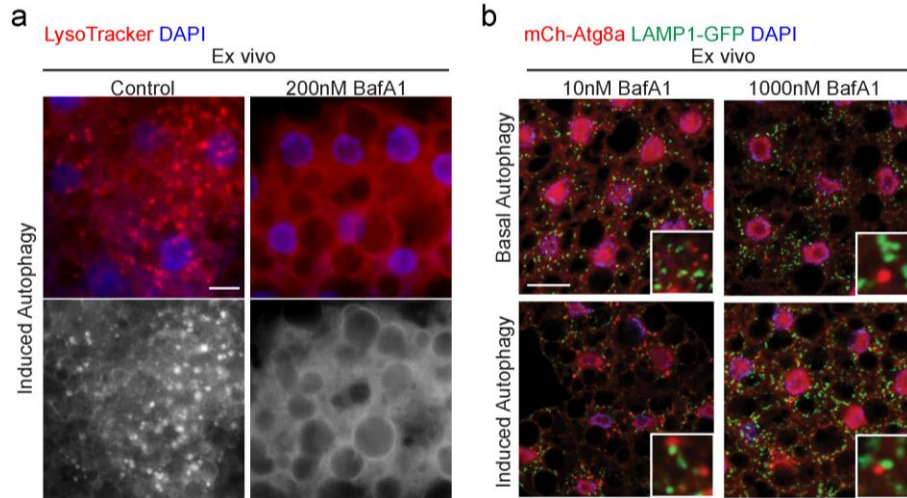 a
LysoTracker DAPI
Ex vivo
Control 200nM BafA1
Induced Autophagy
b
mCh-Atg8a LAMP1-GFP DAPI
Ex vivo
10nM BafA1 1000nM BafA1
Basal Autophagy
Induced Autophagy